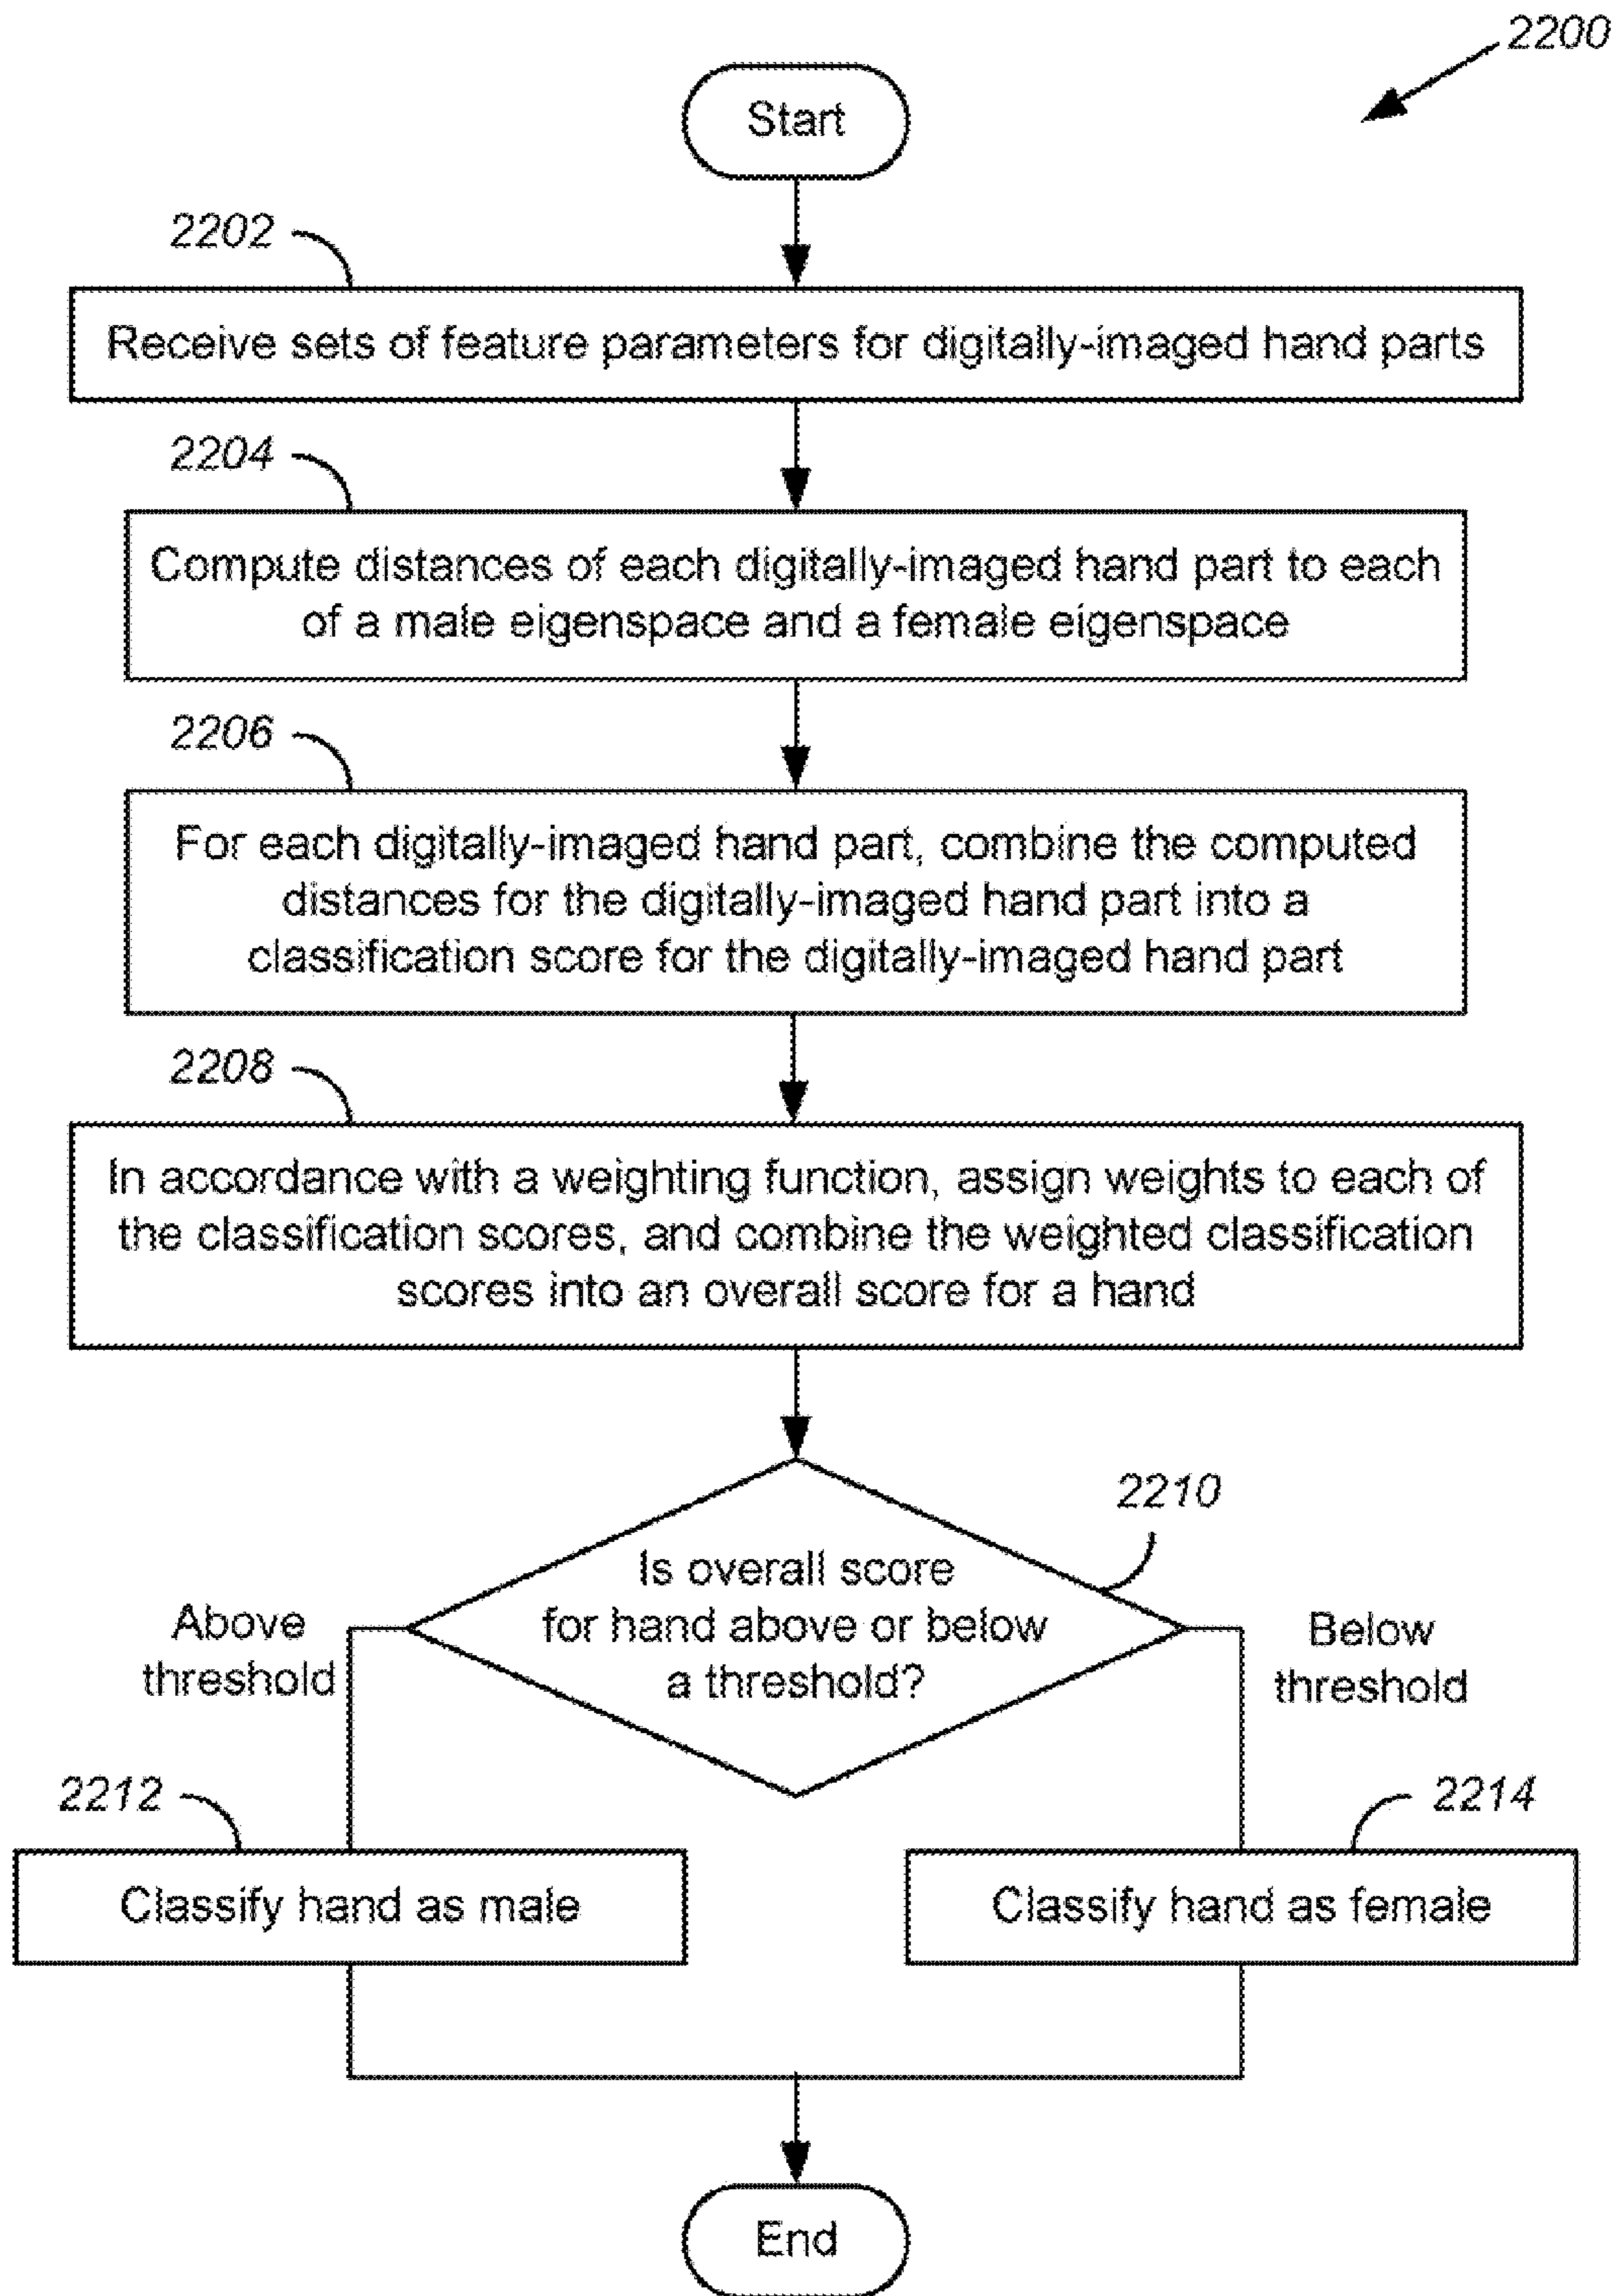 2200
Start
2202
Receive sets of feature parameters for digitally-imaged hand parts
2204
Compute distances of each digitally-imaged hand part to each
of a male eigenspace and a female eigenspace
2206
For each digitally-imaged hand part, combine the computed
distances for the digitally-imaged hand part into a
classification score for the digitally-imaged hand part
2208
In accordance with a weighting function, assign weights to each of
the classification scores, and combine the weighted classification
scores into an overall score for a hand
2210
Is overall score
for hand above or below
a threshold?
Above
threshold
Below
threshold
2212
Classify hand as male
2214
Classify hand as female
End